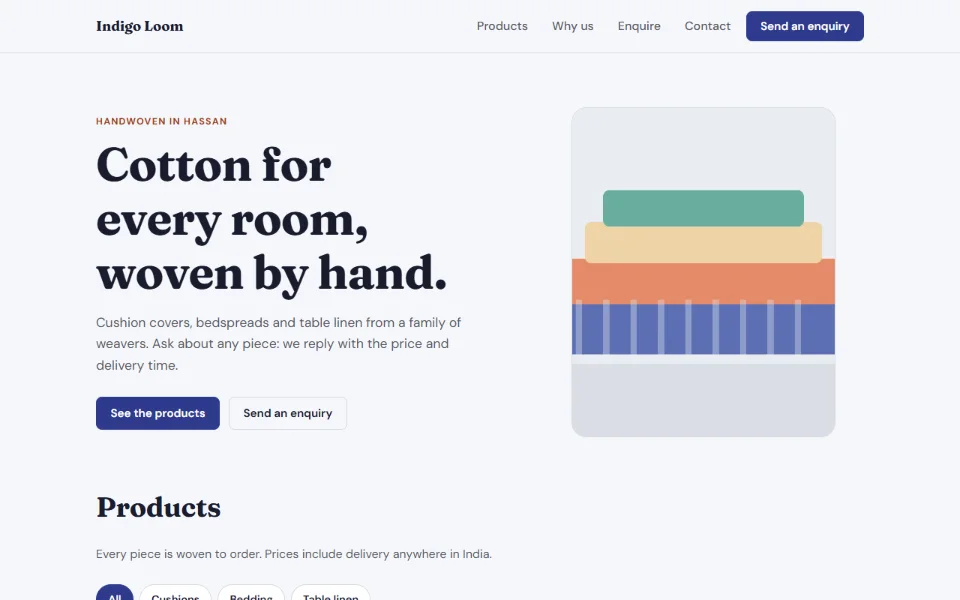 Indigo Loom
Products
Why us
Enquire
Contact
Send an enquiry
HANDWOVEN IN HASSAN
Cotton for
every room,
woven by hand.
Cushion covers, bedspreads and table linen from a family of
weavers. Ask about any piece: we reply with the price and
delivery time.
See the products
Send an enquiry
Products
Every piece is woven to order. Prices include delivery anywhere in India.
All
Cushions
Bedding
Table linen